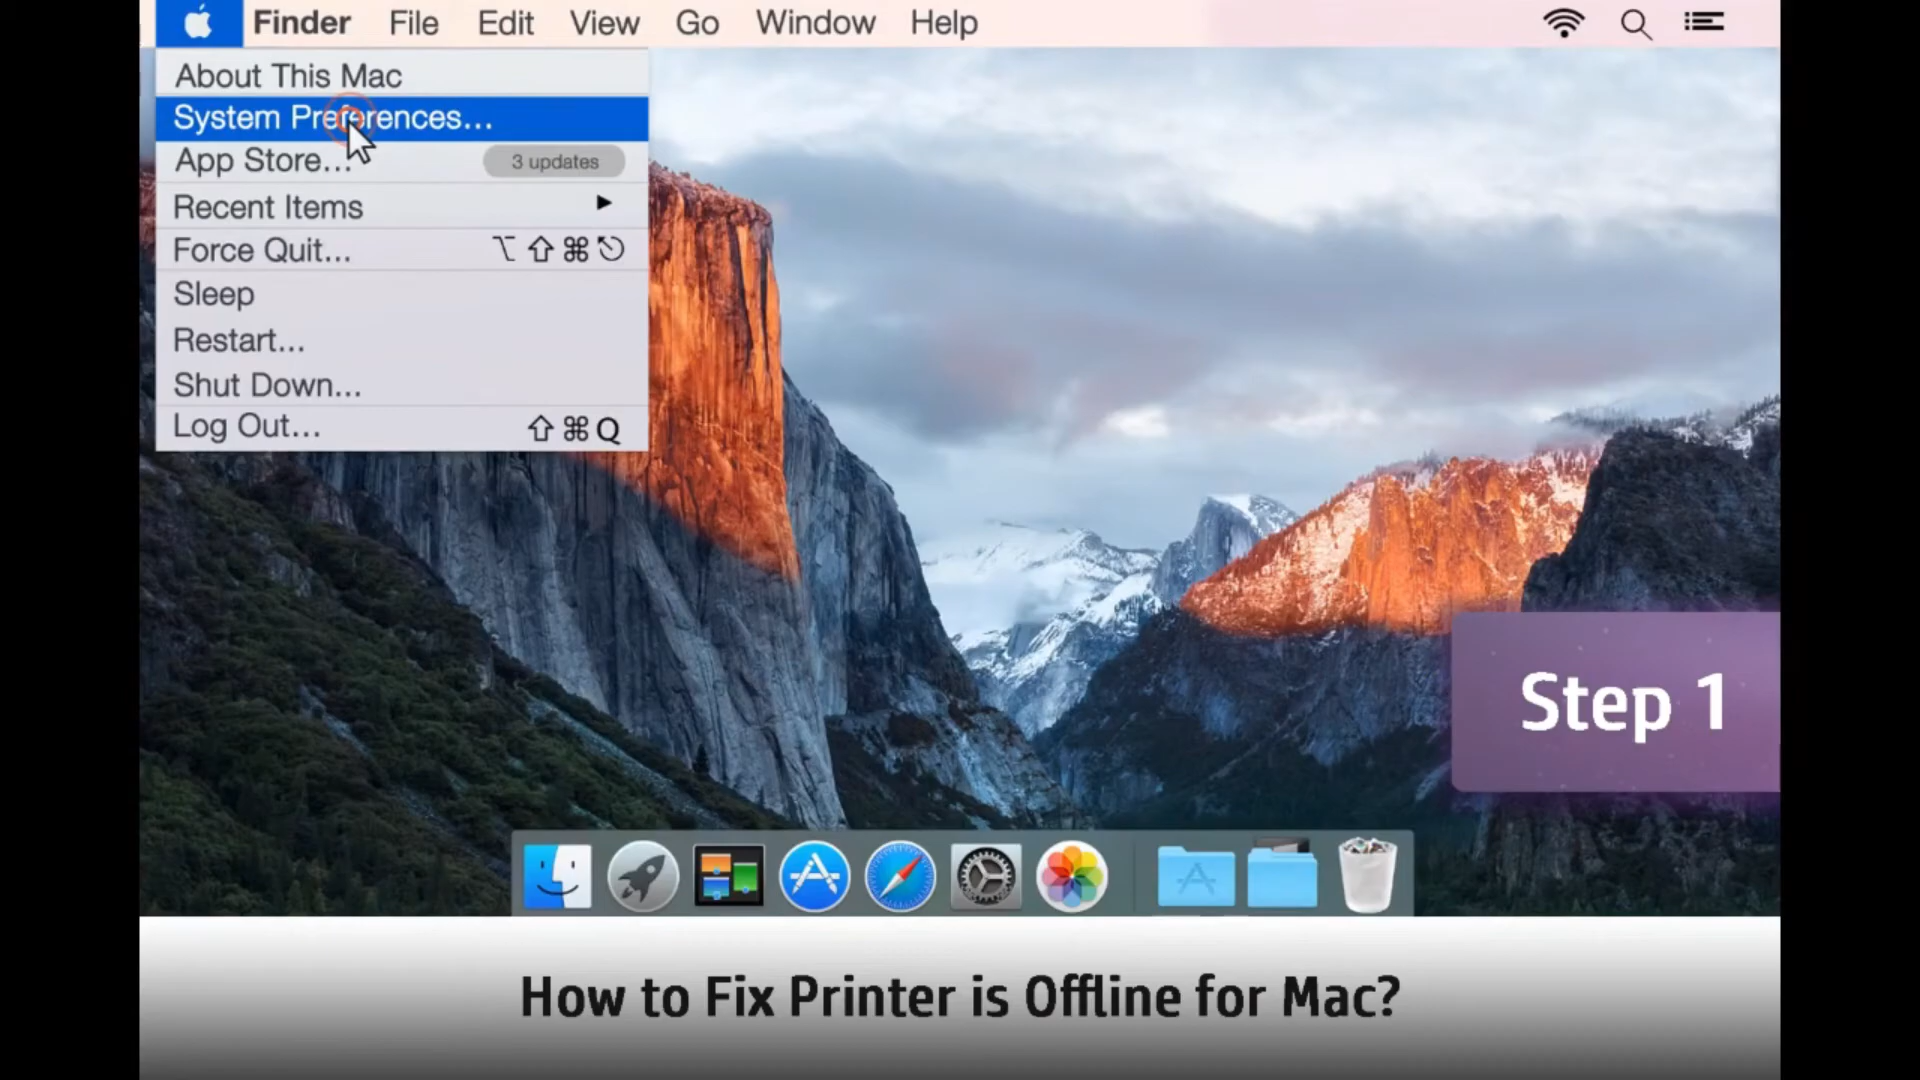 Finder File Edit View Go Window Help
About This Mac
System Preferences...
App Store... 3 updates
Recent Items ▶
Force Quit... ⌥⇧⌘⎋
Sleep
Restart...
Shut Down...
Log Out... ⇧⌘Q
Step 1
How to Fix Printer is Offline for Mac?